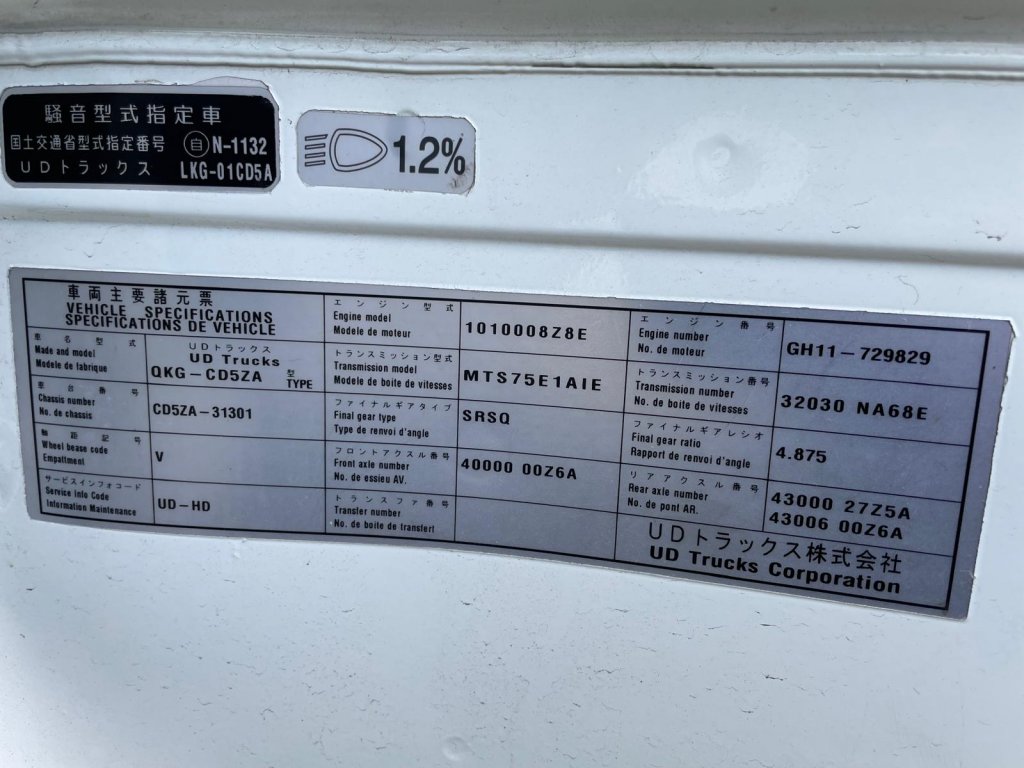 騒音型式指定車
国土交通省型式指定番号 自 N-1132
UDトラックス LKG-01CD5A
1.2%
車両主要諸元票
VEHICLE SPECIFICATIONS
SPECIFICATIONS DE VEHICLE
車名型式
Made and model
Modele de fabrique
UDトラックス
UD Trucks
QKG-CD5ZA 型 TYPE
車台番号
Chassis number
No. de chassis
CD5ZA-31301
軸距記号
Wheel bease code
Empattment
V
サービスインフォコード
Service Info Code
Information Maintenance
UD-HD
エンジン型式
Engine model
Modele de moteur
1010008Z8E
トランスミッション型式
Transmission model
Modele de boite de vitesses
MTS75E1AIE
ファイナルギアタイプ
Final gear type
Type de renvoi d'angle
SRSQ
フロントアクスル番号
Front axle number
No. de essieu AV.
40000 00Z6A
トランスファ番号
Transfer number
No. de boite de transferl
エンジン番号
Engine number
No. de moteur
GH11-729829
トランスミッション番号
Transmission number
No. de boite de vitesses
32030 NA68E
ファイナルギアレシオ
Final gear ratio
Rapport de renvoi d'angle
4.875
リアアクスル番号
Rear axle number
No. de pont AR.
43000 27Z5A
43006 00Z6A
UDトラックス株式会社
UD Trucks Corporation